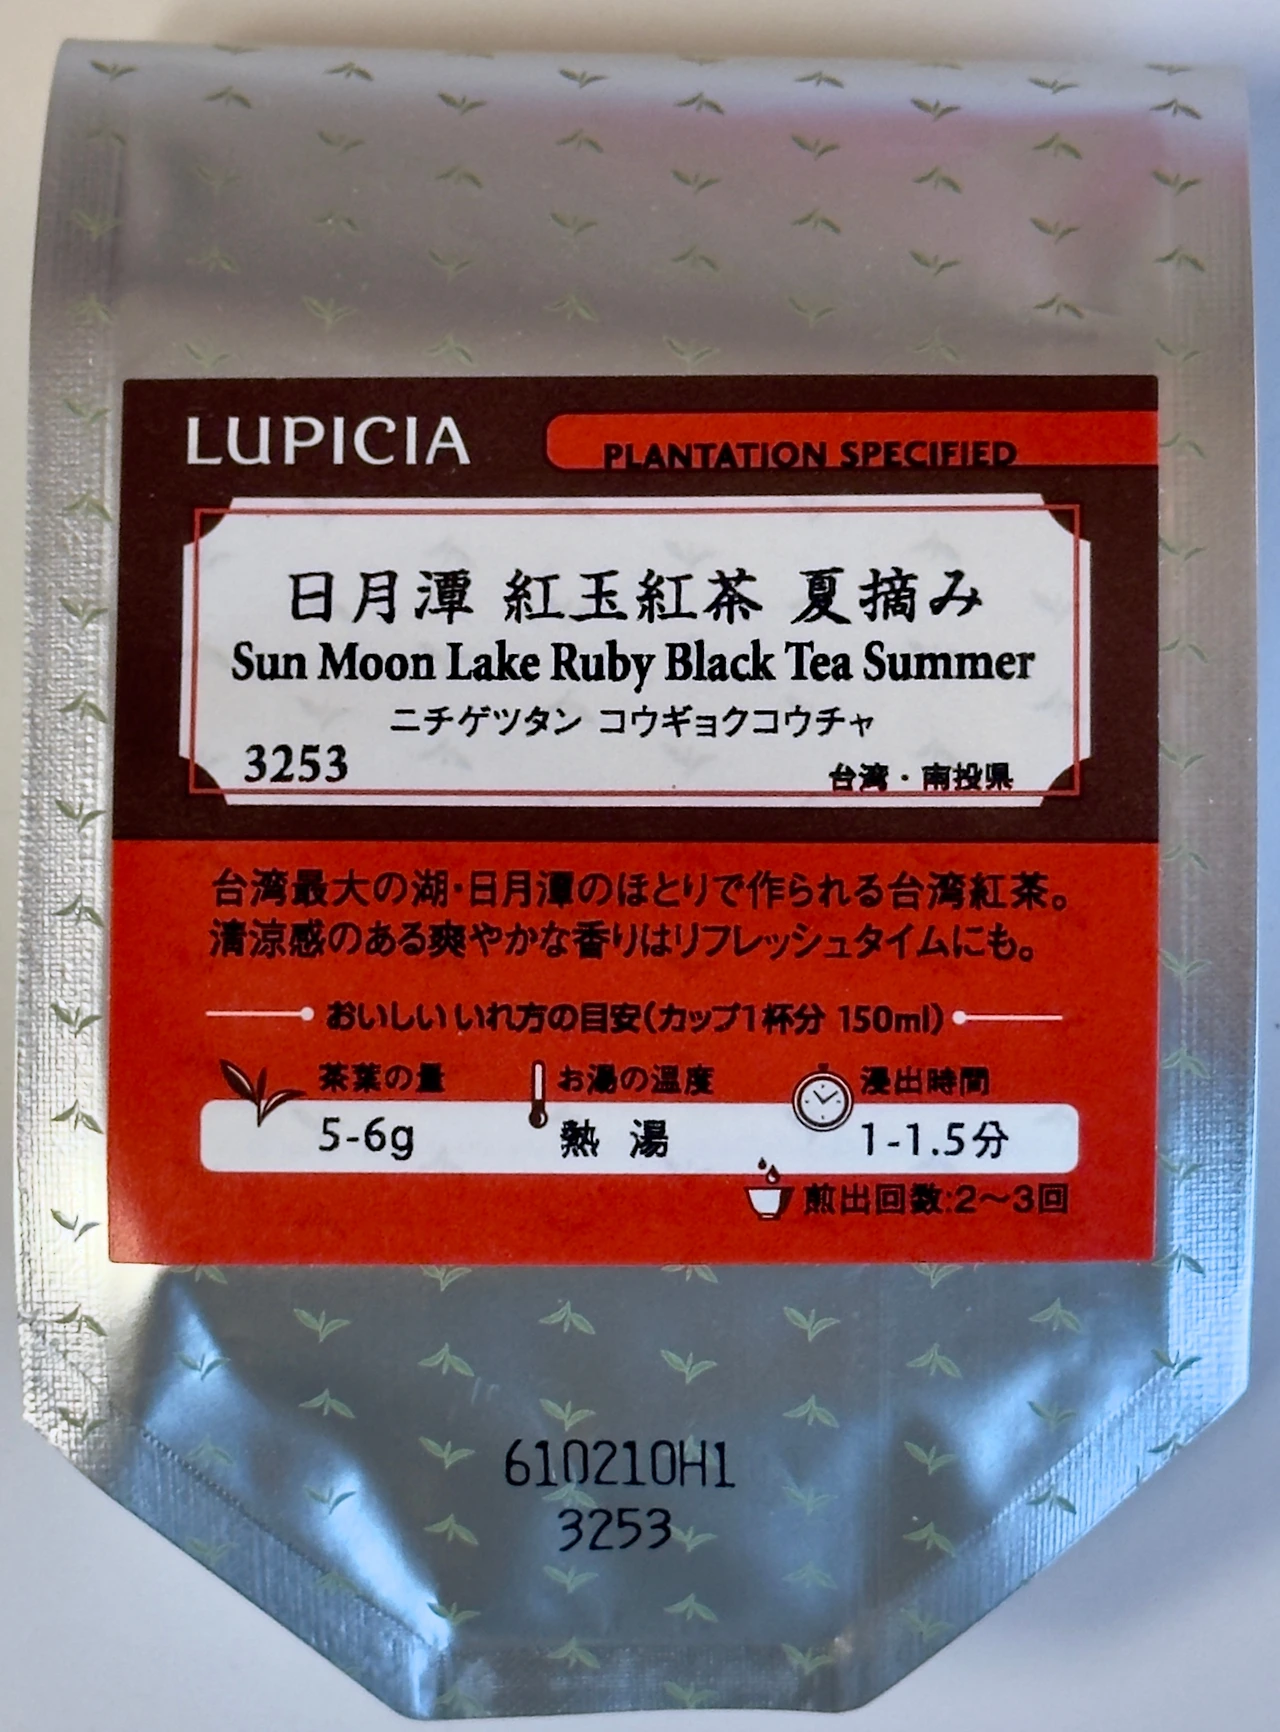 LUPICIA
PLANTATION SPECIFIED
日月潭 紅玉紅茶 夏摘み
Sun Moon Lake Ruby Black Tea Summer
ニチゲツタン コウギョクコウチャ
3253
台湾・南投県
台湾最大の湖・日月潭のほとりで作られる台湾紅茶。
清涼感のある爽やかな香りはリフレッシュタイムにも。
おいしいいれ方の目安(カップ1杯分 150ml)
茶葉の量 お湯の温度 浸出時間
5-6g 熱湯 1-1.5分
煎出回数:2～3回
610210H1
3253